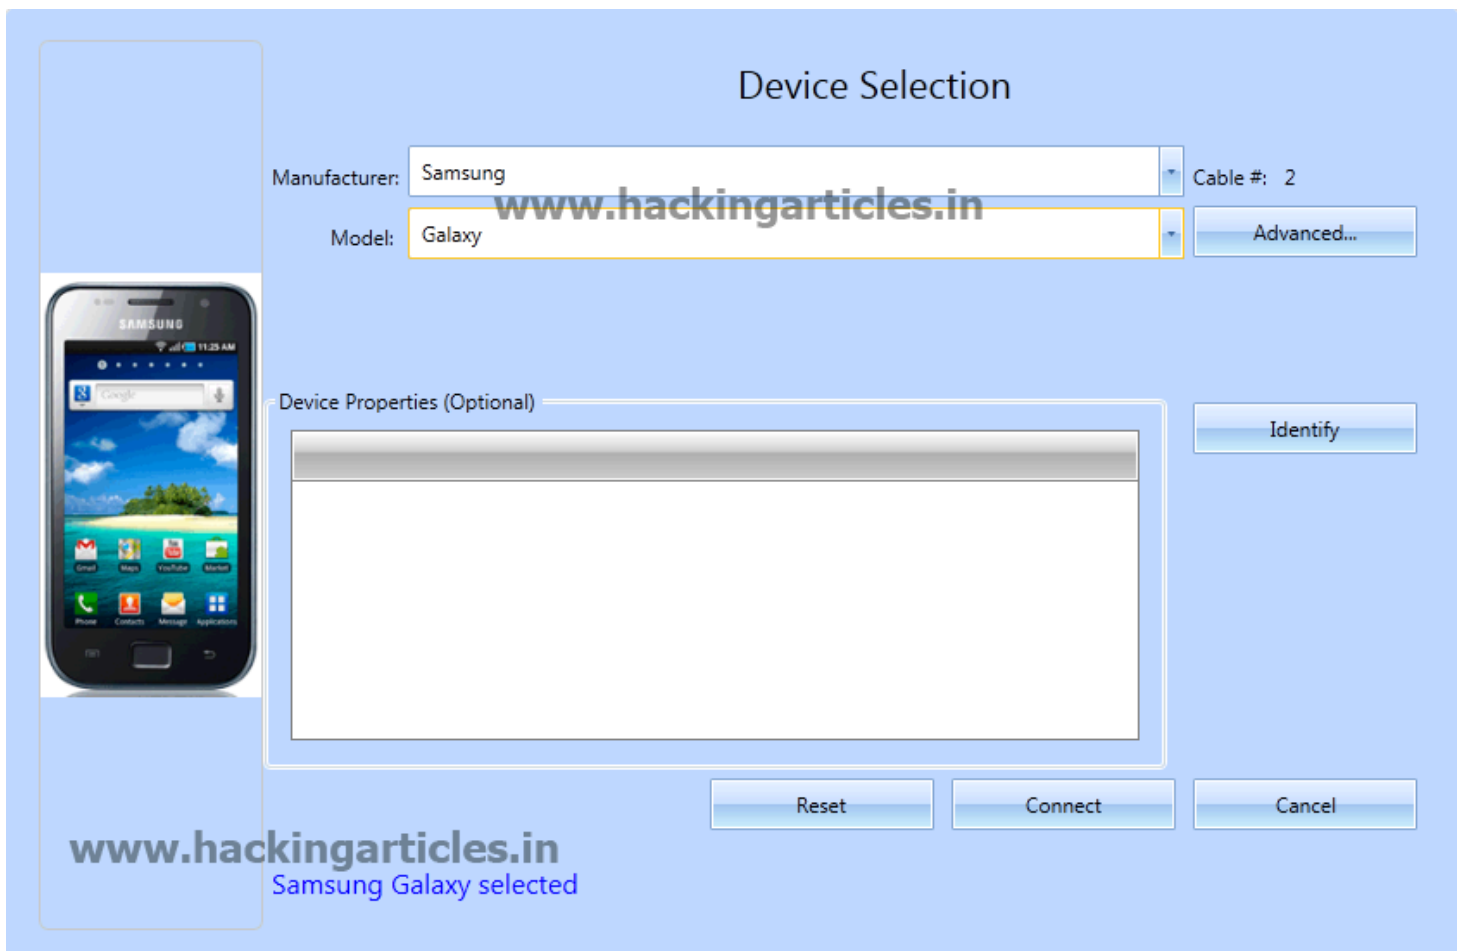 Device Selection
Manufacturer: Samsung Cable #: 2
www.hackingarticles.in
Model: Galaxy Advanced...
SAMSUNG
11:25 AM
Google
Device Properties (Optional)
Identify
Gmail Maps YouTube Market
Phone Contacts Message Applications
Reset Connect Cancel
www.hackingarticles.in
Samsung Galaxy selected